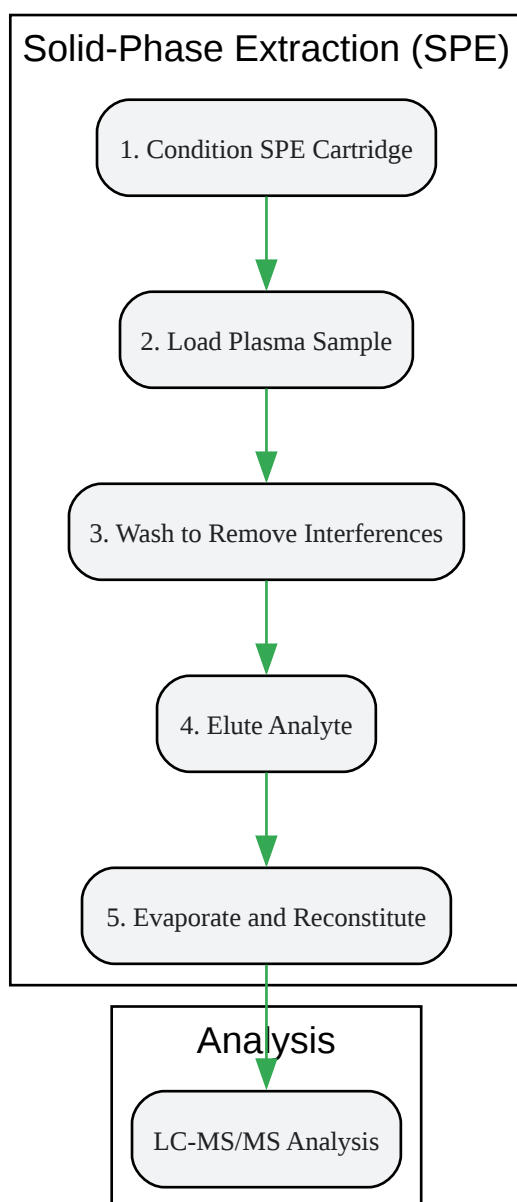 Solid-Phase Extraction (SPE)
1. Condition SPE Cartridge
2. Load Plasma Sample
3. Wash to Remove Interferences
4. Elute Analyte
5. Evaporate and Reconstitute
Analysis
LC-MS/MS Analysis